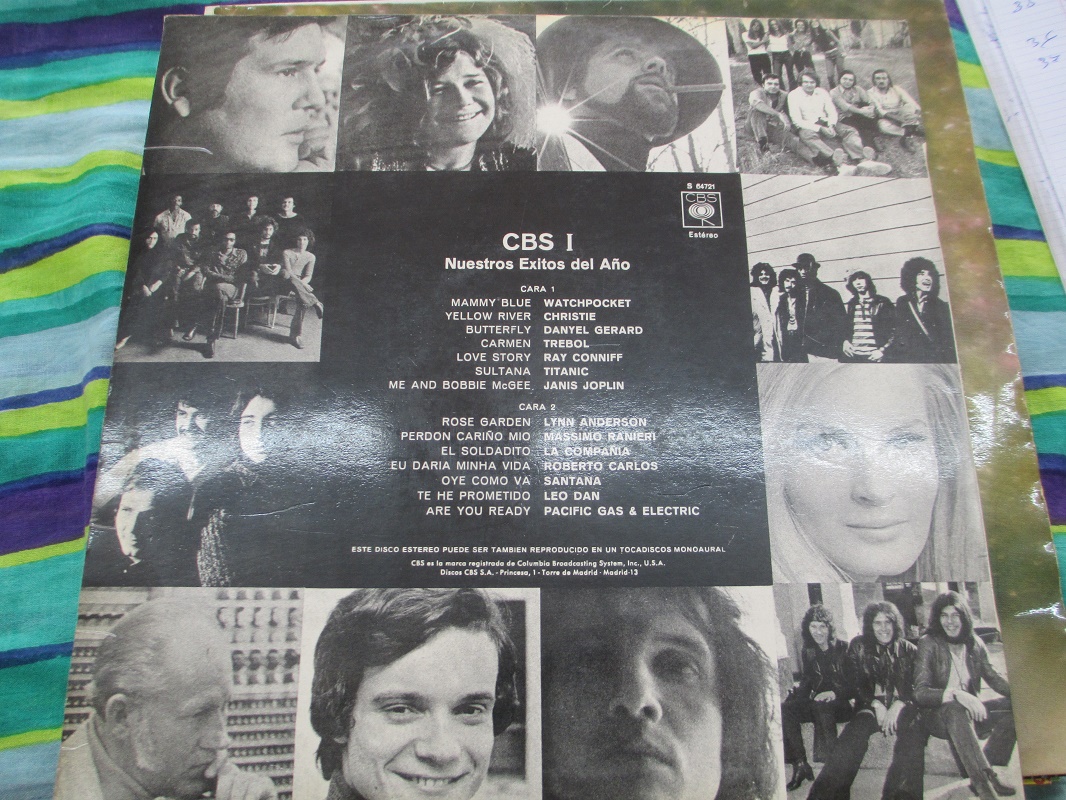 S 64721
CBS
Estéreo
CBS I
Nuestros Exitos del Año
CARA 1
MAMMY BLUE WATCHPOCKET
YELLOW RIVER CHRISTIE
BUTTERFLY DANYEL GERARD
CARMEN TREBOL
LOVE STORY RAY CONNIFF
SULTANA TITANIC
ME AND BOBBIE McGEE. JANIS JOPLIN
CARA 2
ROSE GARDEN LYNN ANDERSON
PERDON CARIÑO MIO MASSIMO RANIERI
EL SOLDADITO LA COMPAÑIA
EU DARIA MINHA VIDA ROBERTO CARLOS
OYE COMO VA SANTANA
TE HE PROMETIDO LEO DAN
ARE YOU READY PACIFIC GAS & ELECTRIC
ESTE DISCO ESTEREO PUEDE SER TAMBIEN REPRODUCIDO EN UN TOCADISCOS MONOAURAL
CBS es la marca registrada de Columbia Broadcasting System, Inc., U.S.A.
Discos CBS S.A. - Princesa, 1 - Torre de Madrid - Madrid-13